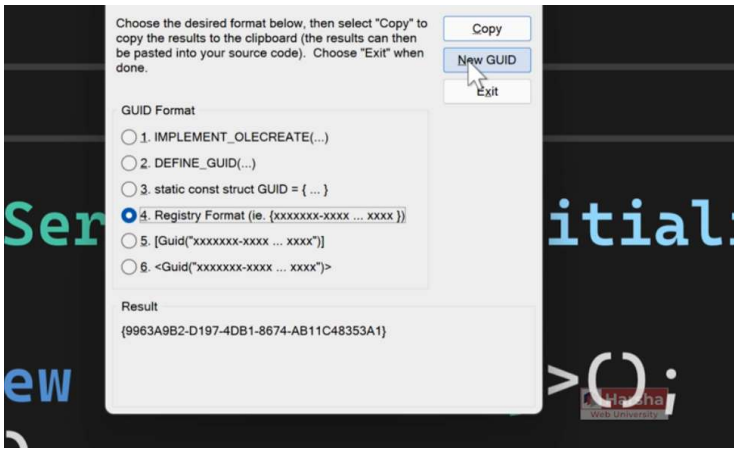 Choose the desired format below, then select "Copy" to
copy the results to the clipboard (the results can then
be pasted into your source code).  Choose "Exit" when
done.
Copy
New GUID
Exit
GUID Format
1. IMPLEMENT_OLECREATE(...)
2. DEFINE_GUID(...)
3. static const struct GUID = { ... }
4. Registry Format (ie. {xxxxxxx-xxxx ... xxxx })
5. [Guid("xxxxxxx-xxxx ... xxxx")]
6. <Guid("xxxxxxx-xxxx ... xxxx")>
Ser
itiali
Result
{9963A9B2-D197-4DB1-8674-AB11C48353A1}
ew
>();
Harsha
Web University
)